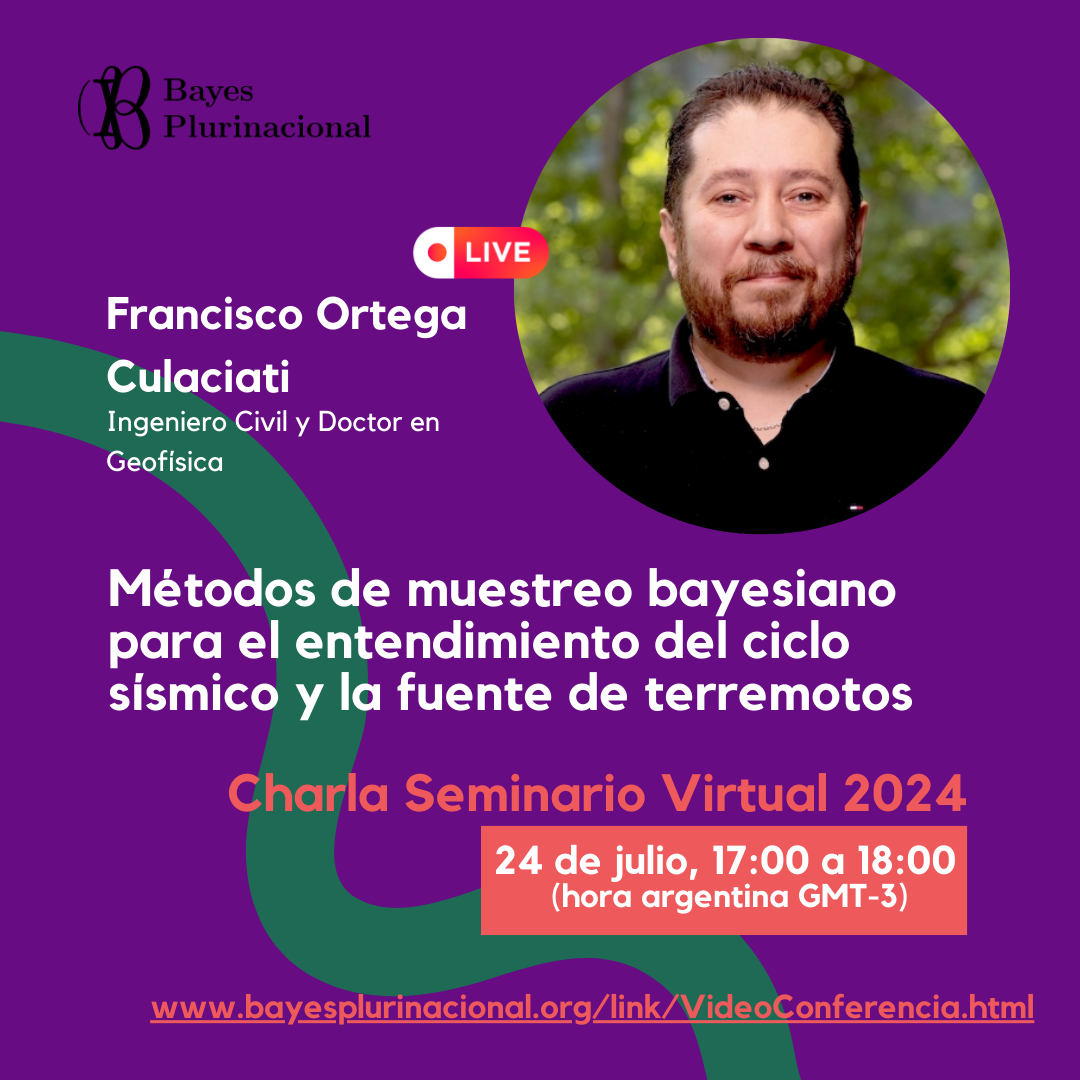 Bayes
Plurinacional
LIVE
Francisco Ortega
Culaciati
Ingeniero Civil y Doctor en
Geofísica
Métodos de muestreo bayesiano
para el entendimiento del ciclo
sísmico y la fuente de terremotos
Charla Seminario Virtual 2024
24 de julio, 17:00 a 18:00
(hora argentina GMT-3)
www.bayesplurinacional.org/link/VideoConferencia.html